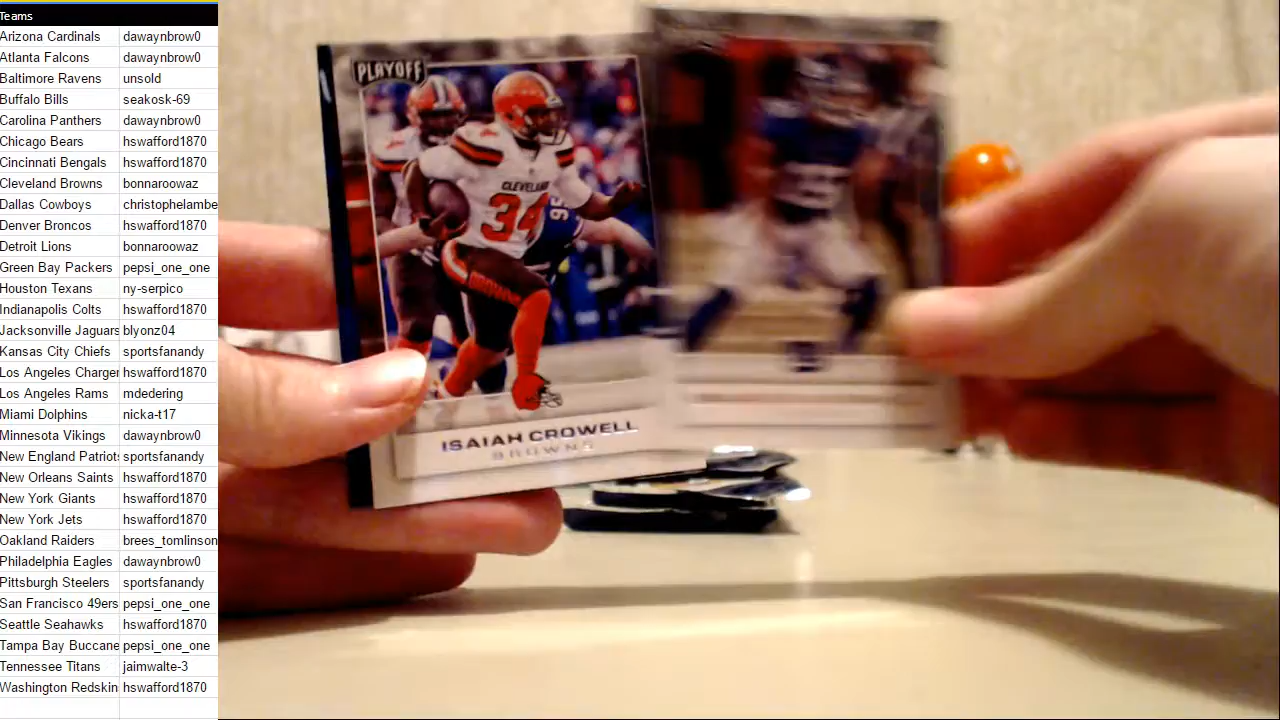 Teams
Arizona Cardinals dawaynbrow0
Atlanta Falcons dawaynbrow0
Baltimore Ravens unsold
Buffalo Bills seakosk-69
Carolina Panthers dawaynbrow0
Chicago Bears hswafford1870
Cincinnati Bengals hswafford1870
Cleveland Browns bonnaroowaz
Dallas Cowboys christophelambe
Denver Broncos hswafford1870
Detroit Lions bonnaroowaz
Green Bay Packers pepsi_one_one
Houston Texans ny-serpico
Indianapolis Colts hswafford1870
Jacksonville Jaguars blyonz04
Kansas City Chiefs sportsfanandy
Los Angeles Charger hswafford1870
Los Angeles Rams mdedering
Miami Dolphins nicka-t17
Minnesota Vikings dawaynbrow0
New England Patriots sportsfanandy
New Orleans Saints hswafford1870
New York Giants hswafford1870
New York Jets hswafford1870
Oakland Raiders brees_tomlinson
Philadelphia Eagles dawaynbrow0
Pittsburgh Steelers sportsfanandy
San Francisco 49ers pepsi_one_one
Seattle Seahawks hswafford1870
Tampa Bay Buccane pepsi_one_one
Tennessee Titans jaimwalte-3
Washington Redskin hswafford1870
PLAYOFF
CLEVELAND
34
95
BROWNS
ISAIAH CROWELL
BROWNS